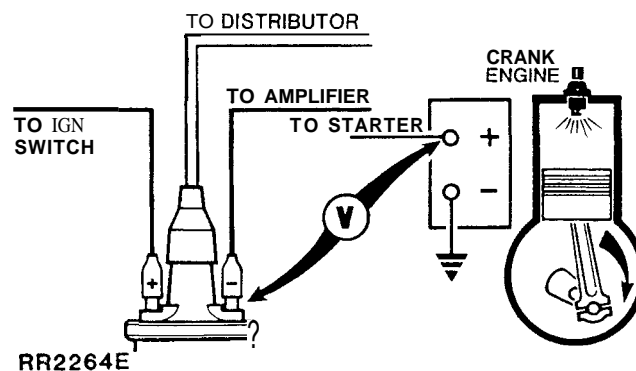 TO DISTRIBUTOR
CRANK
ENGINE
TO AMPLIFIER
TO IGN
SWITCH
TO STARTER
+
-
V
+
-
?
RR2264E